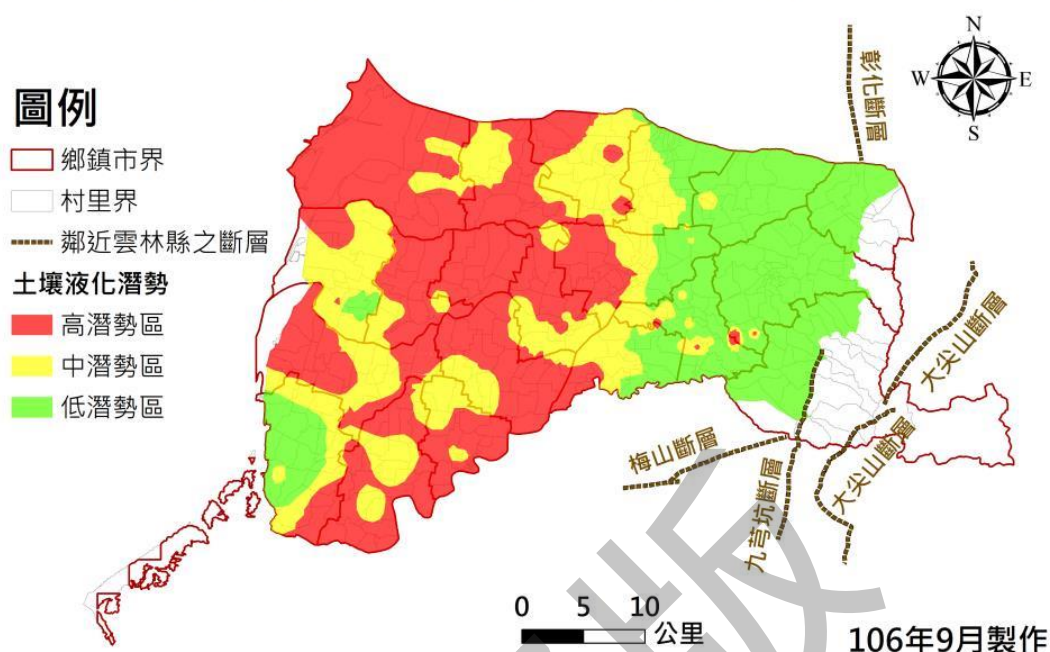 圖例
鄉鎮市界
村里界
鄰近雲林縣之斷層
土壤液化潛勢
高潛勢區
中潛勢區
低潛勢區
彰化斷層
N
W
E
S
大尖山斷層
梅山斷層
九芎坑斷層
大尖山斷層
0 5 10
公里
106年9月製作
版